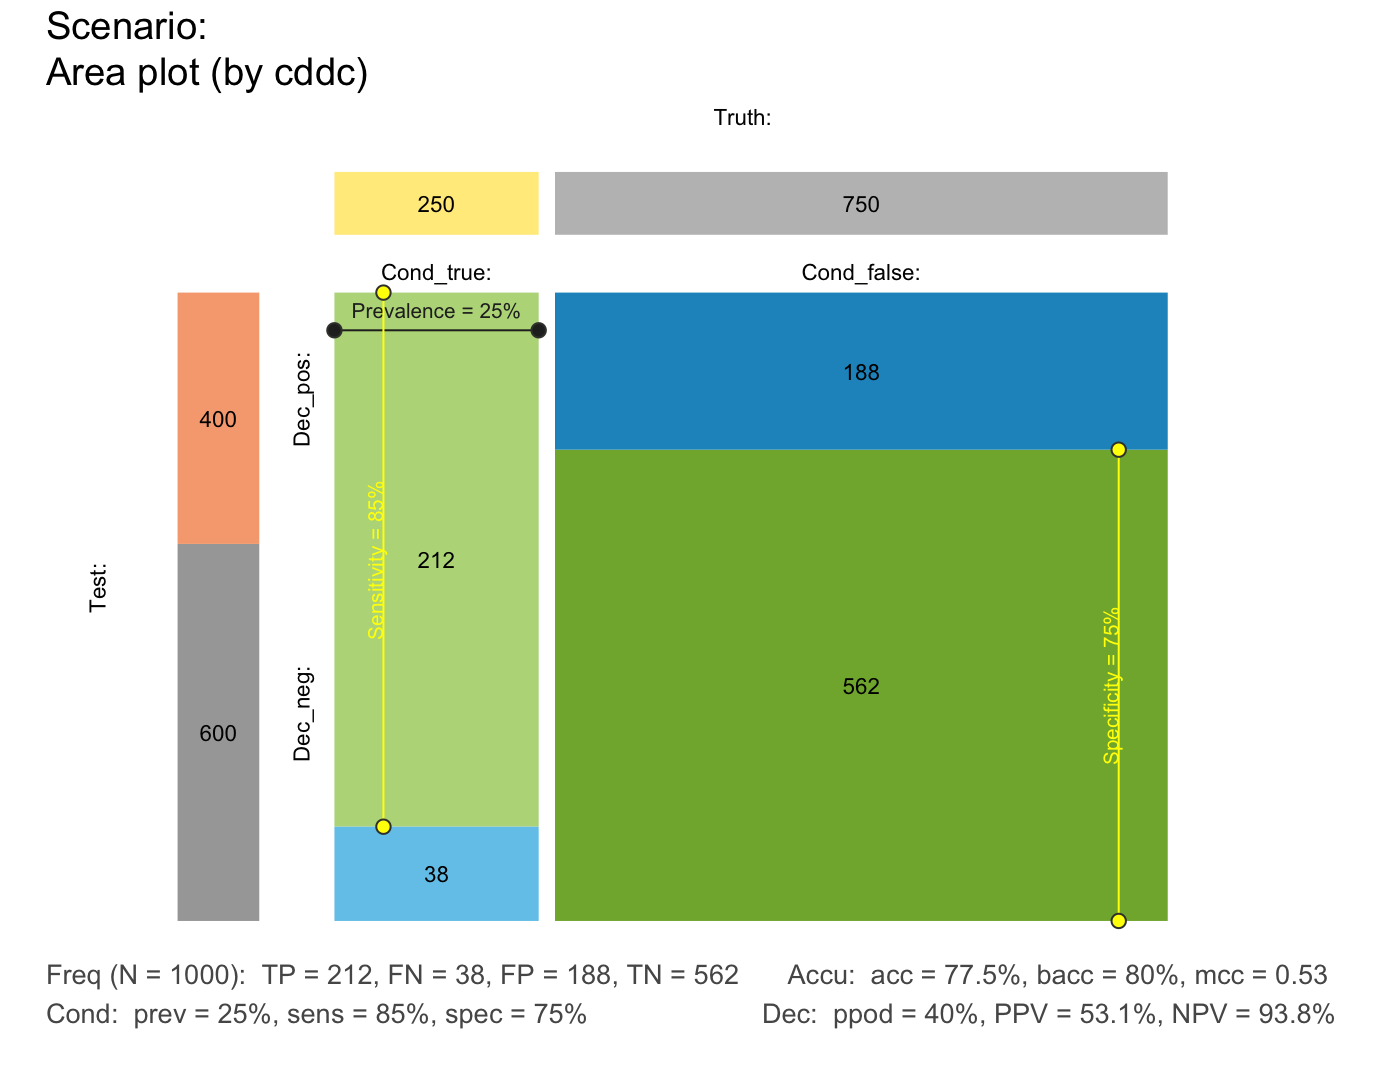 Scenario:
Area plot (by cddc)
Truth:
250
750
Cond_true:
Cond_false:
Prevalence = 25%
Dec_pos:
188
400
Sensitivity = 85%
212
Test:
Dec_neg:
562
Specificity = 75%
600
38
Freq (N = 1000):  TP = 212, FN = 38, FP = 188, TN = 562
Accu:  acc = 77.5%, bacc = 80%, mcc = 0.53
Cond:  prev = 25%, sens = 85%, spec = 75%
Dec:  ppod = 40%, PPV = 53.1%, NPV = 93.8%